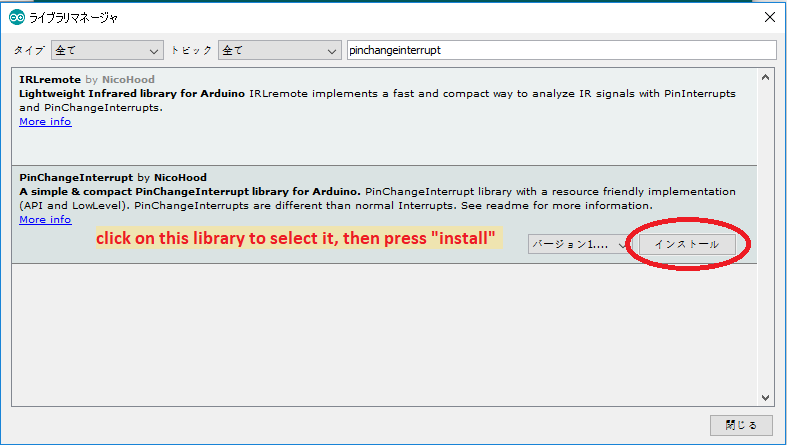 ライブラリマネージャ
タイプ 全て トピック 全て pinchangeinterrupt
IRLremote by NicoHood
Lightweight Infrared library for Arduino IRLremote implements a fast and compact way to analyze IR signals with PinInterrupts
and PinChangeInterrupts.
More info
PinChangeInterrupt by NicoHood
A simple & compact PinChangeInterrupt library for Arduino. PinChangeInterrupt library with a resource friendly implementation
(API and LowLevel). PinChangeInterrupts are different than normal Interrupts. See readme for more information.
More info
click on this library to select it, then press "install"
バージョン1.... インストール
閉じる